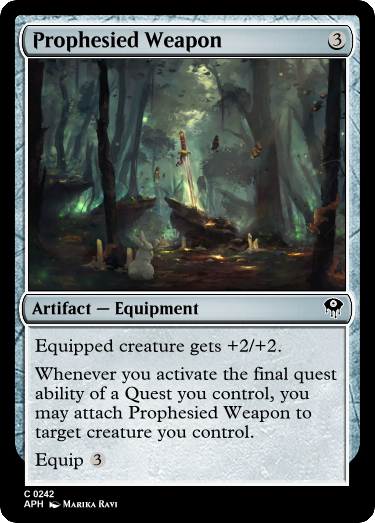 Prophesied Weapon 3
Artifact — Equipment
Equipped creature gets +2/+2.
Whenever you activate the final quest
ability of a Quest you control, you
may attach Prophesied Weapon to
target creature you control.
Equip 3
C 0242
APH Marika Ravi